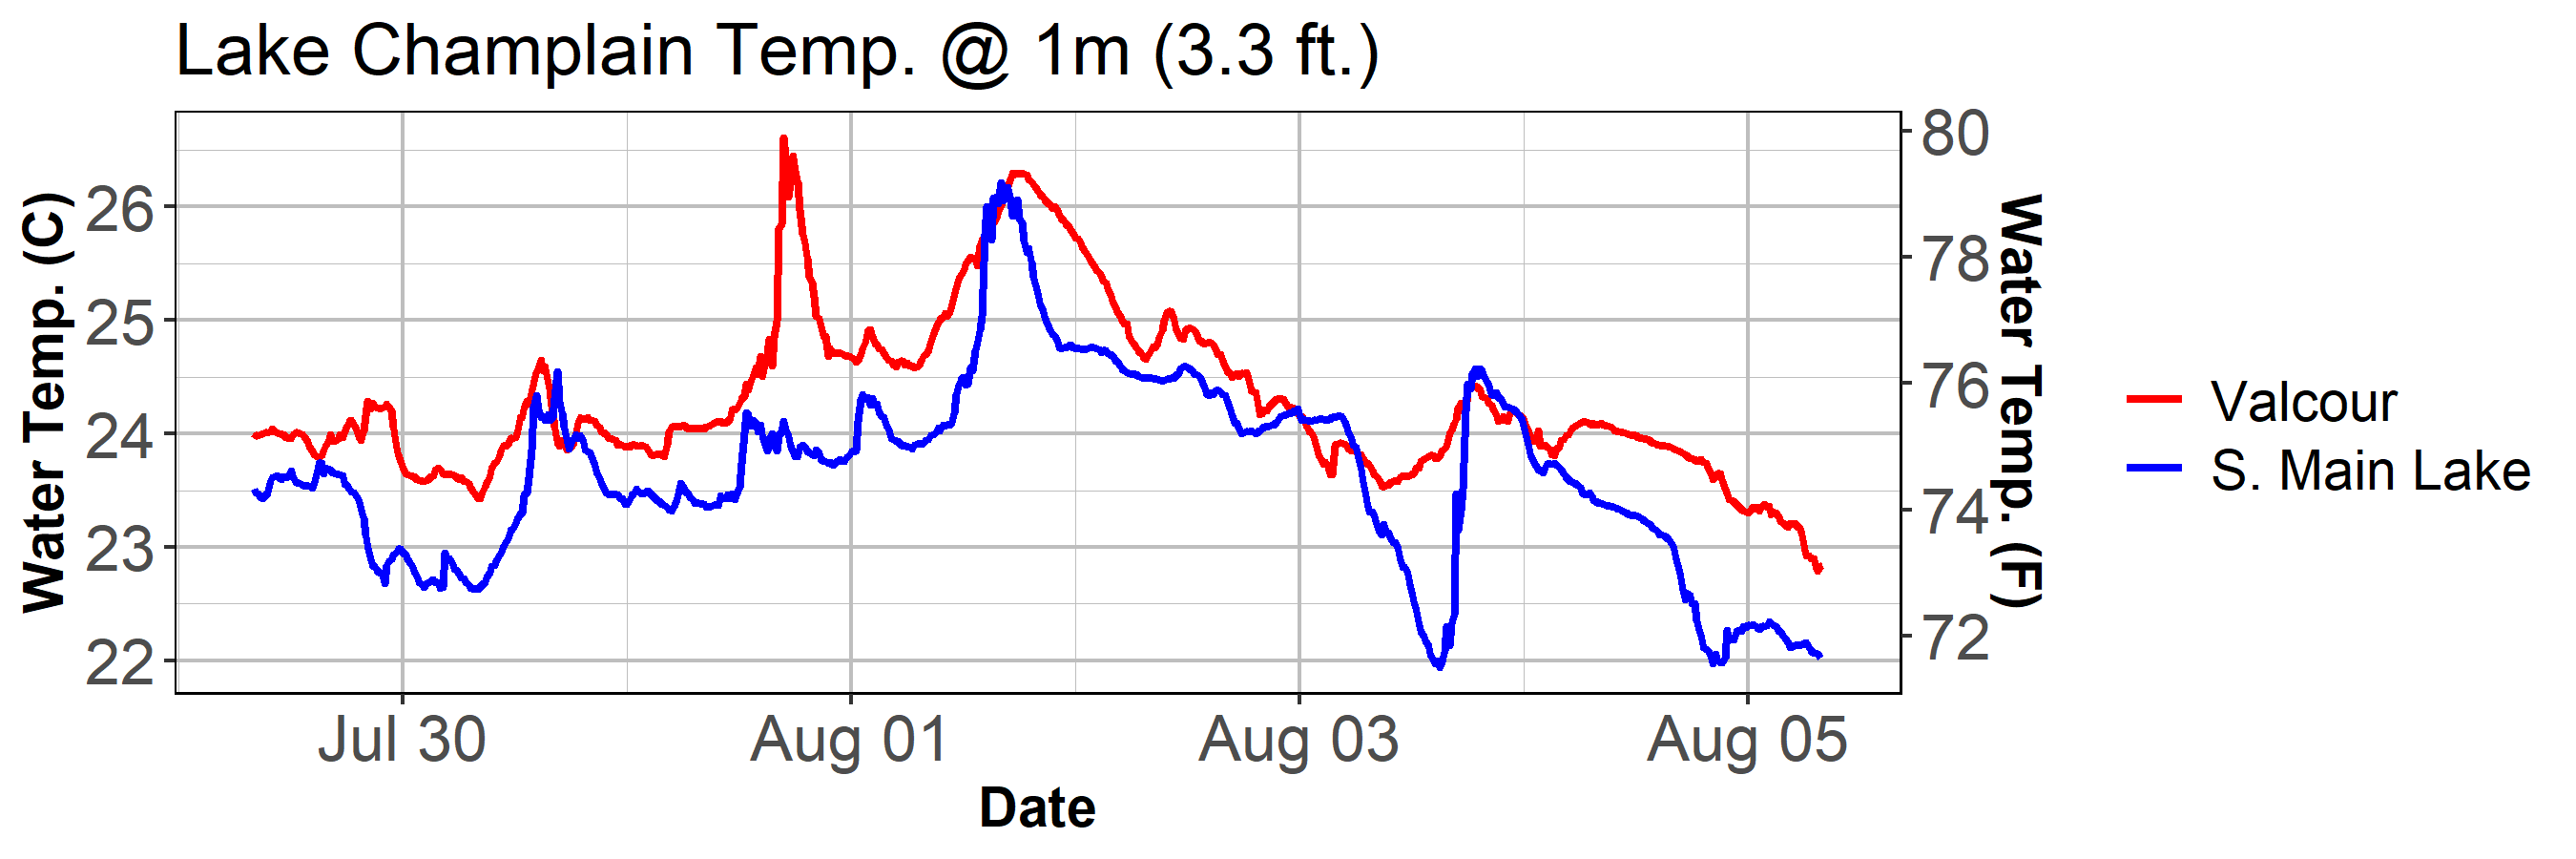 Lake Champlain Temp. @ 1m (3.3 ft.)
Water Temp. (C)
26
25
24
23
22
80
78
76
74
72
Water Temp. (F)
Jul 30
Aug 01
Aug 03
Aug 05
Date
Valcour
S. Main Lake